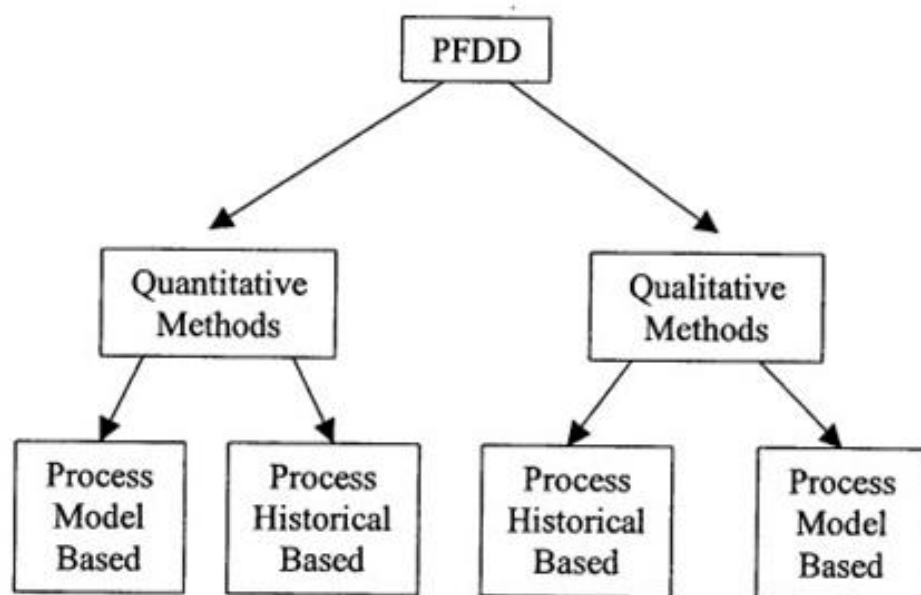 PFDD
Quantitative
Methods
Qualitative
Methods
Process
Model
Based
Process
Historical
Based
Process
Historical
Based
Process
Model
Based